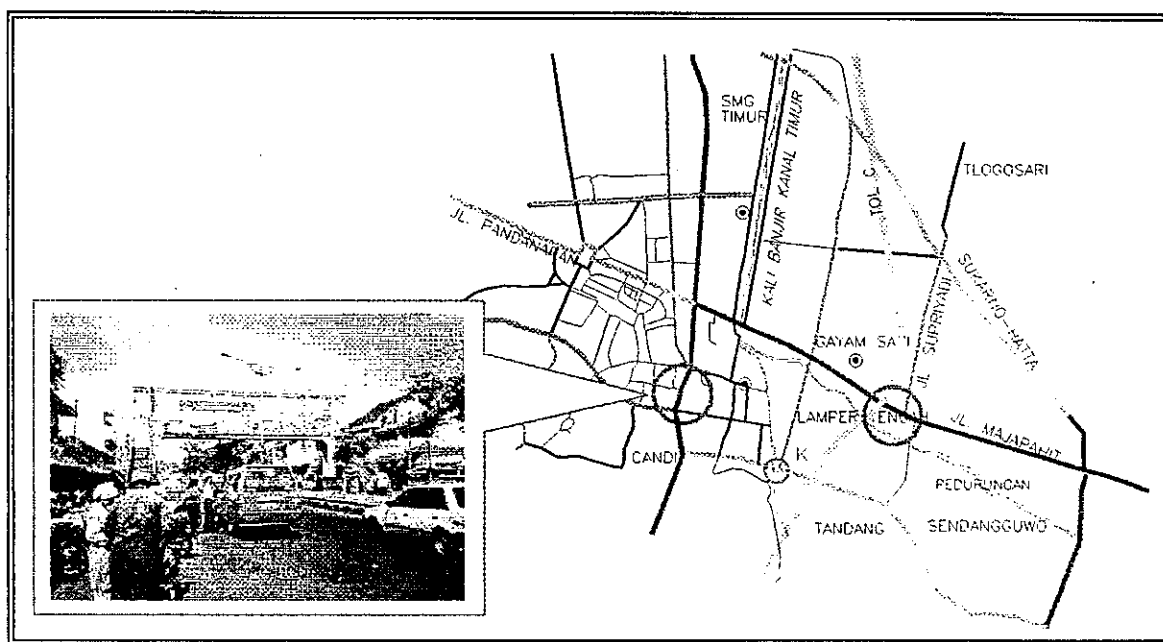 SMG
TIMUR
KALI BANJIR KANAL TIMUR
TOL - C
TLOGOSARI
JL. PANDANARAN
SUKARNO-HATTA
JL SUPRIYADI
GAYAM SARI
LAMPER
JL. MAJAPAHIT
CANDI
K
PEDURUNGAN
TANDANG
SENDANGGUWO